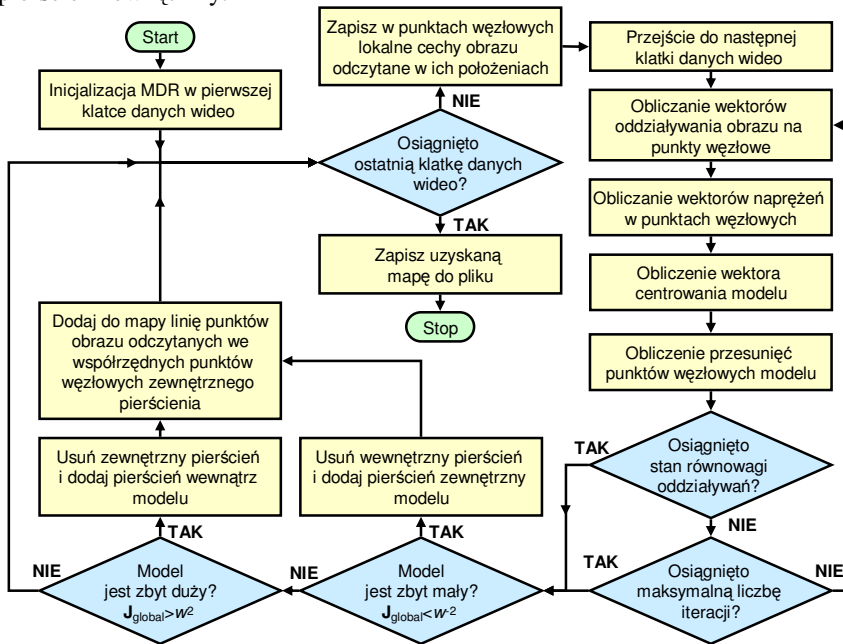 Start
Inicjalizacja MDR w pierwszej
klatce danych wideo
Zapisz w punktach węzłowych
lokalne cechy obrazu
odczytane w ich położeniach
Przejście do następnej
klatki danych wideo
NIE
Osiągnięto
ostatnią klatkę danych
wideo?
TAK
Zapisz uzyskaną
mapę do pliku
Stop
Obliczanie wektorów
oddziaływania obrazu na
punkty węzłowe
Obliczanie wektorów naprężeń
w punktach węzłowych
Obliczenie wektora
centrowania modelu
Obliczenie przesunięć
punktów węzłowych modelu
TAK
Osiągnięto
stan równowagi
oddziaływań?
NIE
TAK
Osiągnięto
maksymalną liczbę
iteracji?
NIE
Dodaj do mapy linię punktów
obrazu odczytanych we
współrzędnych punktów
węzłowych zewnętrznego
pierścienia
Usuń zewnętrzny pierścień
i dodaj pierścień wewnątrz
modelu
Usuń wewnętrzny pierścień
i dodaj pierścień zewnętrzny
modelu
TAK
TAK
NIE
Model
jest zbyt duży?
J_global>w²
NIE
Model
jest zbyt mały?
J_global<w⁻²